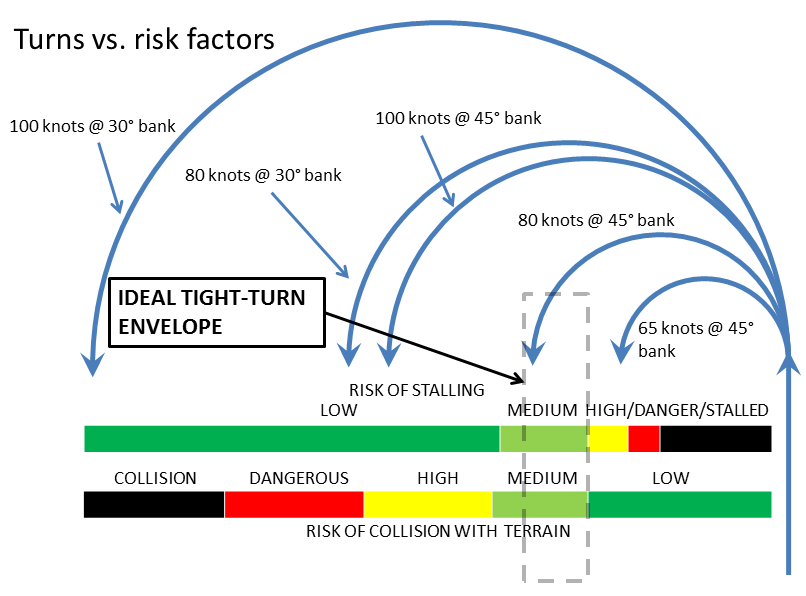 Turns vs. risk factors
100 knots @ 30° bank
100 knots @ 45° bank
80 knots @ 30° bank
80 knots @ 45° bank
IDEAL TIGHT-TURN
ENVELOPE
65 knots @ 45°
bank
RISK OF STALLING
LOW
MEDIUM
HIGH/DANGER/STALLED
COLLISION
DANGEROUS
HIGH
MEDIUM
LOW
RISK OF COLLISION WITH TERRAIN